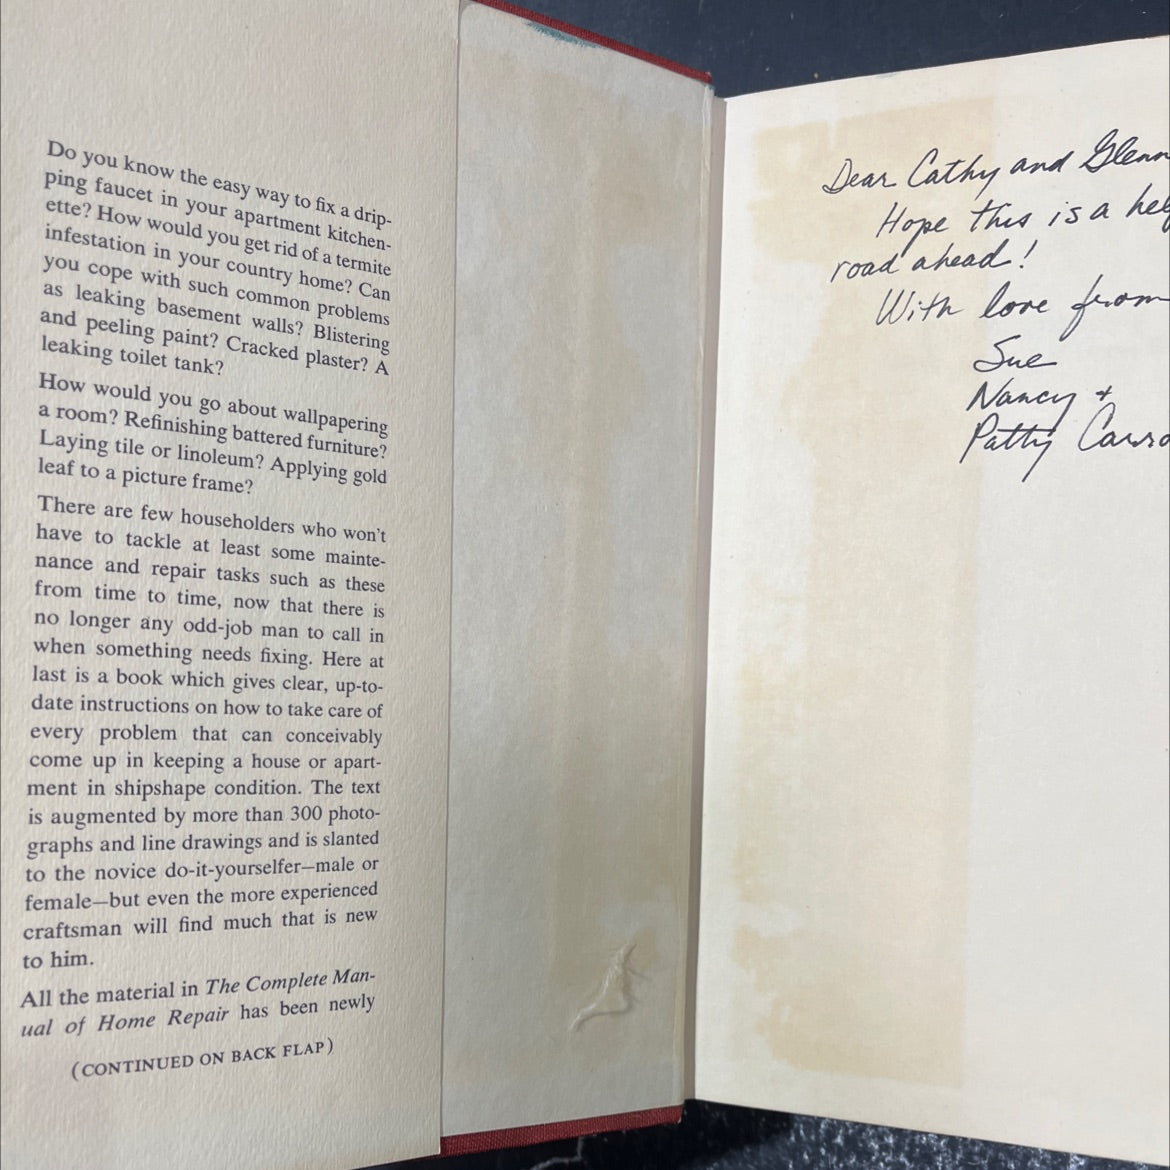 Do you know the easy way to fix a drip-
ping faucet in your apartment kitchen-
ette? How would you get rid of a termite
infestation in your country home? Can
you cope with such common problems
as leaking basement walls? Blistering
and peeling paint? Cracked plaster? A
leaking toilet tank?
How would you go about wallpapering
a room? Refinishing battered furniture?
Laying tile or linoleum? Applying gold
leaf to a picture frame?
There are few householders who won't
have to tackle at least some mainte-
nance and repair tasks such as these
from time to time, now that there is
no longer any odd-job man to call in
when something needs fixing. Here at
last is a book which gives clear, up-to-
date instructions on how to take care of
every problem that can conceivably
come up in keeping a house or apart-
ment in shipshape condition. The text
is augmented by more than 300 photo-
graphs and line drawings and is slanted
to the novice do-it-yourselfer—male or
female—but even the more experienced
craftsman will find much that is new
to him.
All the material in The Complete Man-
ual of Home Repair has been newly
(CONTINUED ON BACK FLAP)
Dear Cathy and Glenn
Hope this is a
road ahead!
With love from
Sue
Nancy +
Patty